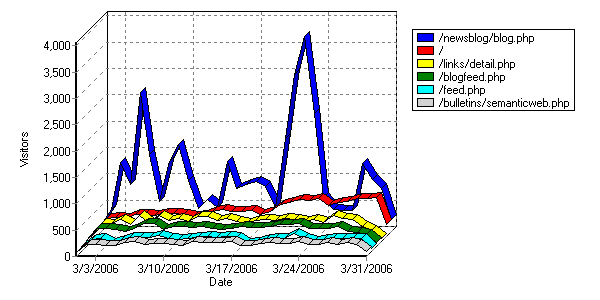 4,000
3,500
3,000
2,500
2,000
1,500
1,000
500
0
Visitors
3/3/2006
3/10/2006
3/17/2006
3/24/2006
3/31/2006
Date
/newsblog/blog.php
/
/links/detail.php
/blogfeed.php
/feed.php
/bulletins/semanticweb.php